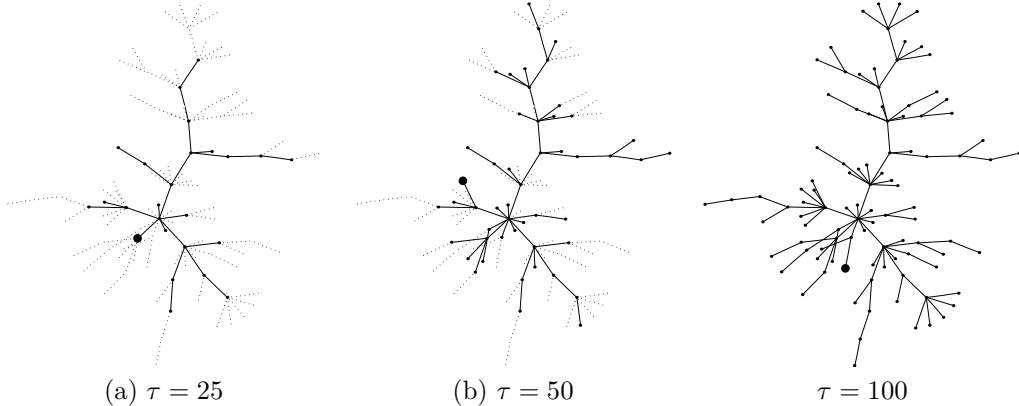 (a) τ = 25 (b) τ = 50 τ = 100